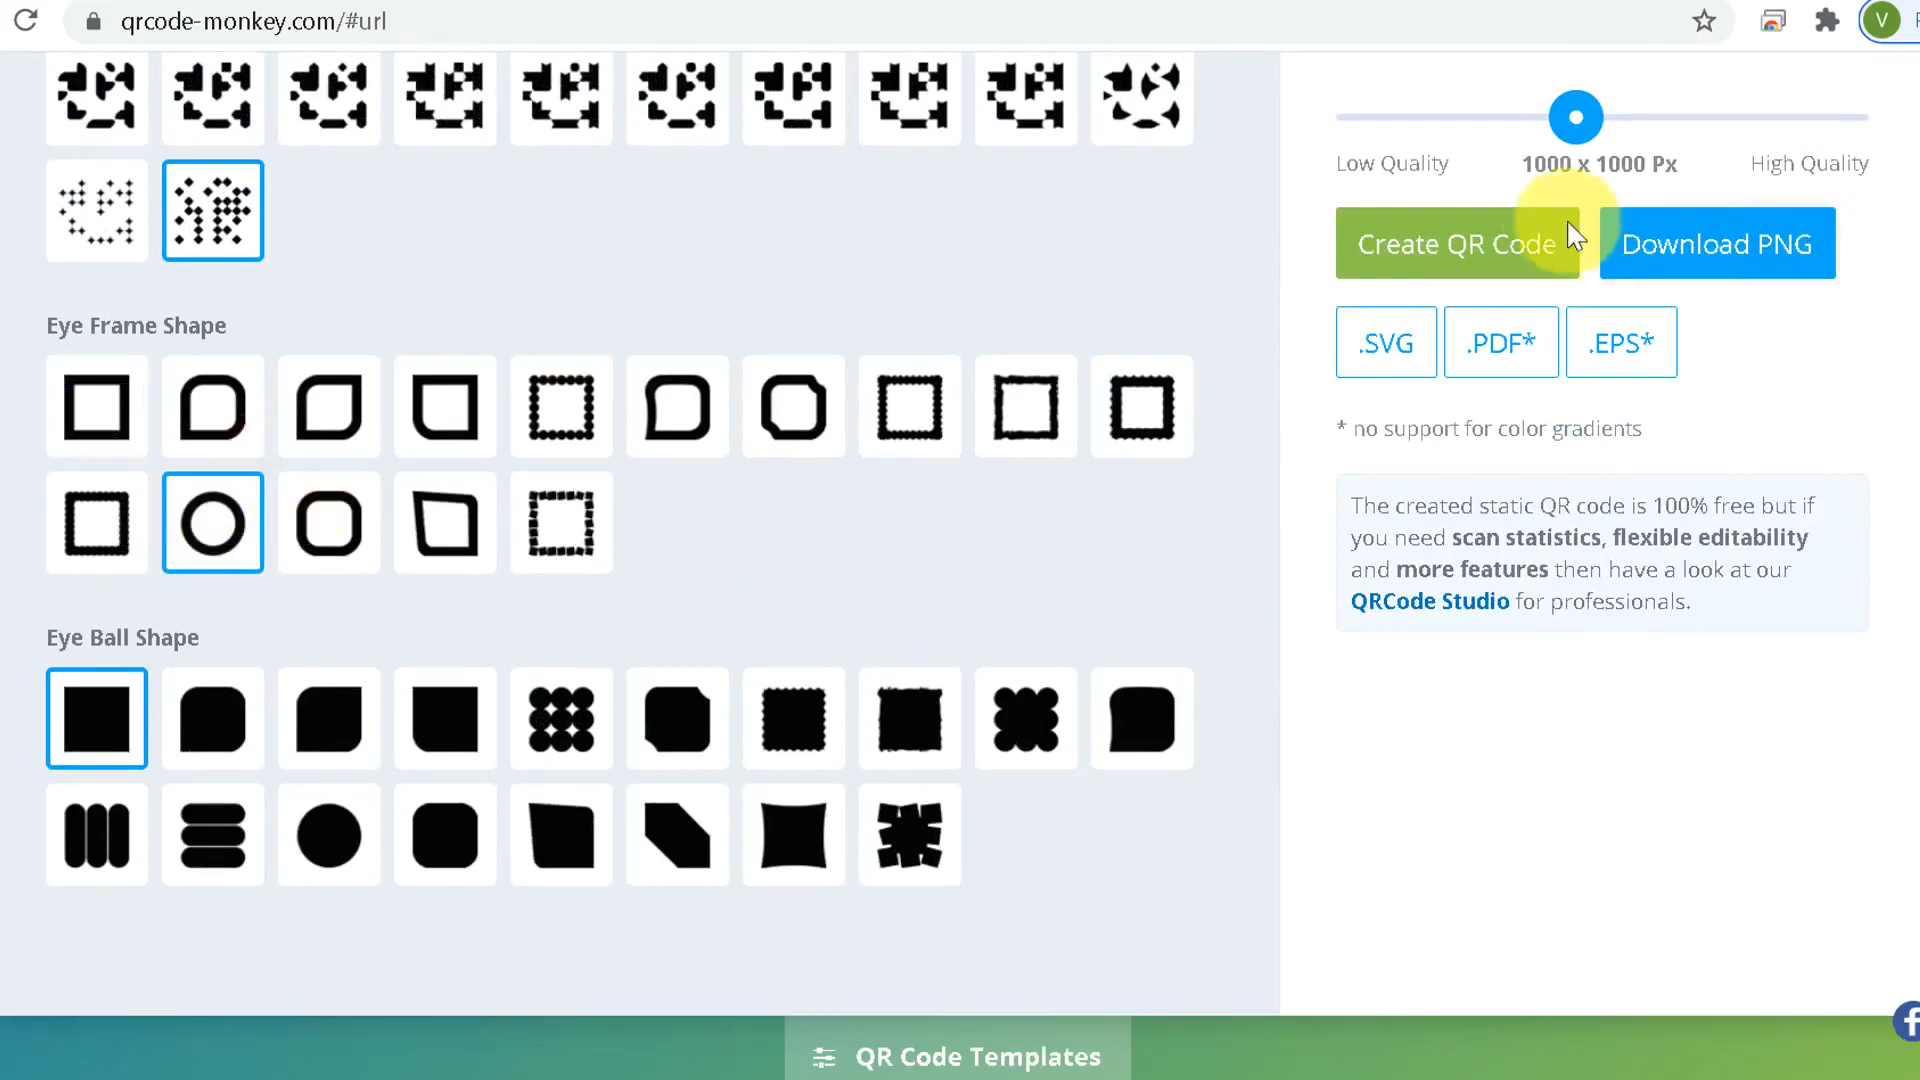 qrcode-monkey.com/#url
V
Low Quality 1000 x 1000 Px High Quality
Create QR Code Download PNG
.SVG .PDF* .EPS*
* no support for color gradients
The created static QR code is 100% free but if
you need scan statistics, flexible editability
and more features then have a look at our
QRCode Studio for professionals.
Eye Frame Shape
Eye Ball Shape
QR Code Templates